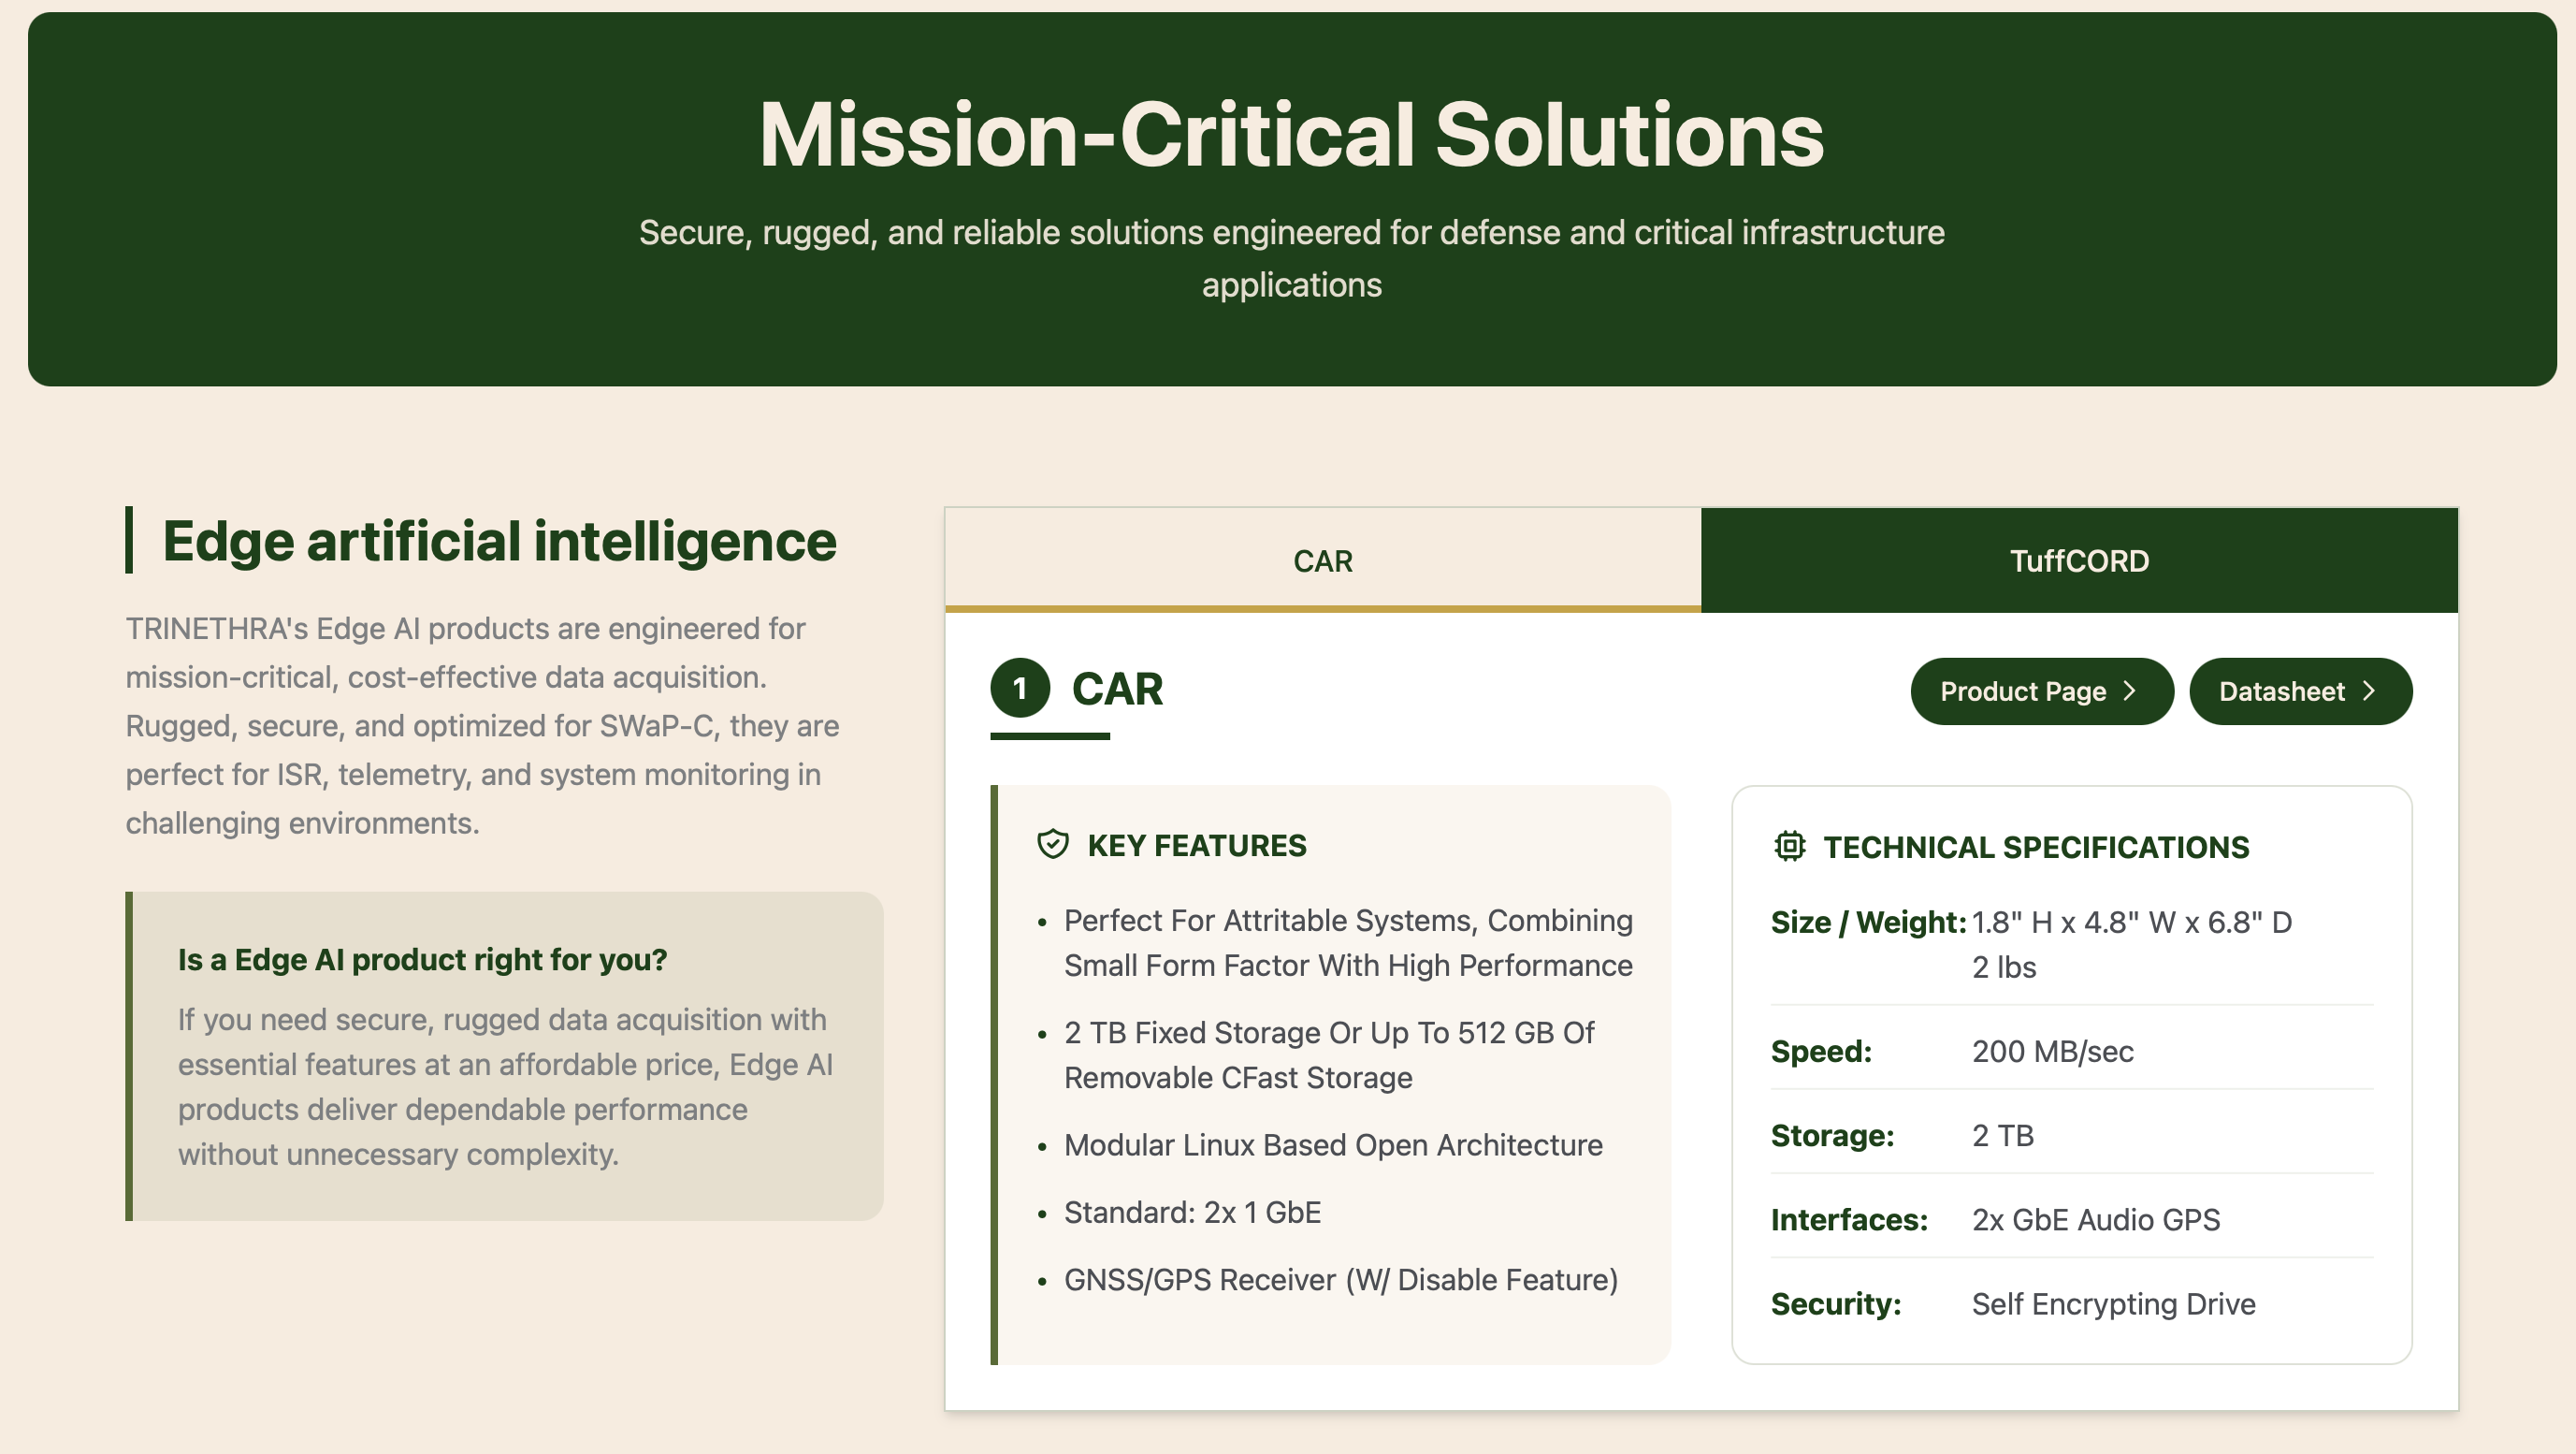 Mission-Critical Solutions
Secure, rugged, and reliable solutions engineered for defense and critical infrastructure
applications
Edge artificial intelligence
TRINETHRA's Edge AI products are engineered for
mission-critical, cost-effective data acquisition.
Rugged, secure, and optimized for SWaP-C, they are
perfect for ISR, telemetry, and system monitoring in
challenging environments.
Is a Edge AI product right for you?
If you need secure, rugged data acquisition with
essential features at an affordable price, Edge AI
products deliver dependable performance
without unnecessary complexity.
CAR
TuffCORD
1 CAR
Product Page
Datasheet
KEY FEATURES
• Perfect For Attritable Systems, Combining
Small Form Factor With High Performance
• 2 TB Fixed Storage Or Up To 512 GB Of
Removable CFast Storage
• Modular Linux Based Open Architecture
• Standard: 2x 1 GbE
• GNSS/GPS Receiver (W/ Disable Feature)
TECHNICAL SPECIFICATIONS
Size / Weight: 1.8" H x 4.8" W x 6.8" D
2 lbs
Speed: 200 MB/sec
Storage: 2 TB
Interfaces: 2x GbE Audio GPS
Security: Self Encrypting Drive